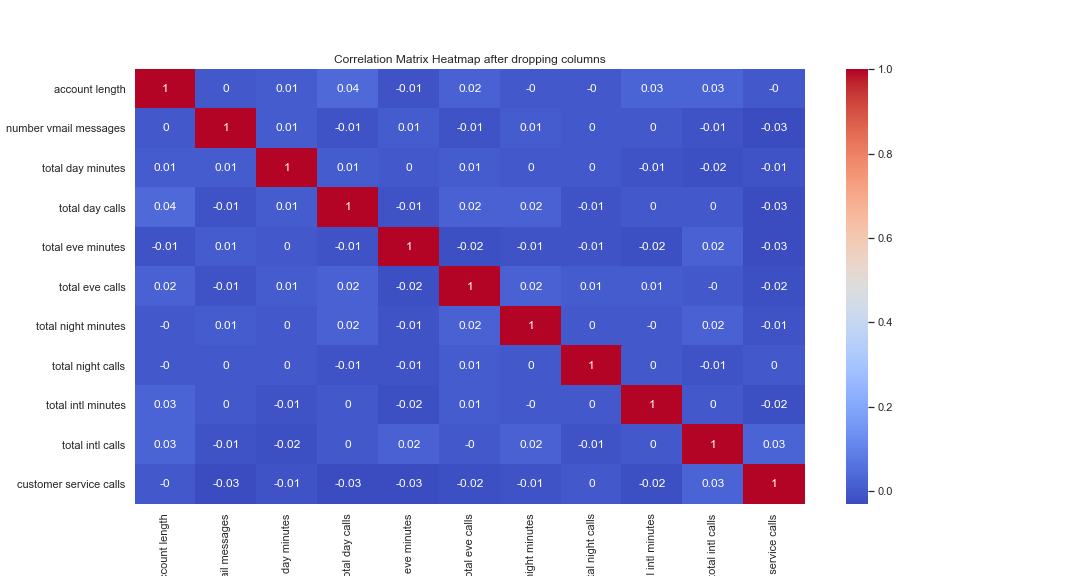 Correlation Matrix Heatmap after dropping columns
account length 1 0 0.01 0.04 -0.01 0.02 -0 -0 0.03 0.03 -0
number vmail messages 0 1 0.01 -0.01 0.01 -0.01 0.01 0 0 -0.01 -0.03
total day minutes 0.01 0.01 1 0.01 0 0.01 0 0 -0.01 -0.02 -0.01
total day calls 0.04 -0.01 0.01 1 -0.01 0.02 0.02 -0.01 0 0 -0.03
total eve minutes -0.01 0.01 0 -0.01 1 -0.02 -0.01 -0.01 -0.02 0.02 -0.03
total eve calls 0.02 -0.01 0.01 0.02 -0.02 1 0.02 0.01 0.01 -0 -0.02
total night minutes -0 0.01 0 0.02 -0.01 0.02 1 0 -0 0.02 -0.01
total night calls -0 0 0 -0.01 -0.01 0.01 0 1 0 -0.01 0
total intl minutes 0.03 0 -0.01 0 -0.02 0.01 -0 0 1 0 -0.02
total intl calls 0.03 -0.01 -0.02 0 0.02 -0 0.02 -0.01 0 1 0.03
customer service calls -0 -0.03 -0.01 -0.03 -0.03 -0.02 -0.01 0 -0.02 0.03 1
length
messages
day minutes
day calls
eve minutes
eve calls
minutes
night calls
intl minutes
intl calls
service calls
1.0
0.8
0.6
0.4
0.2
0.0